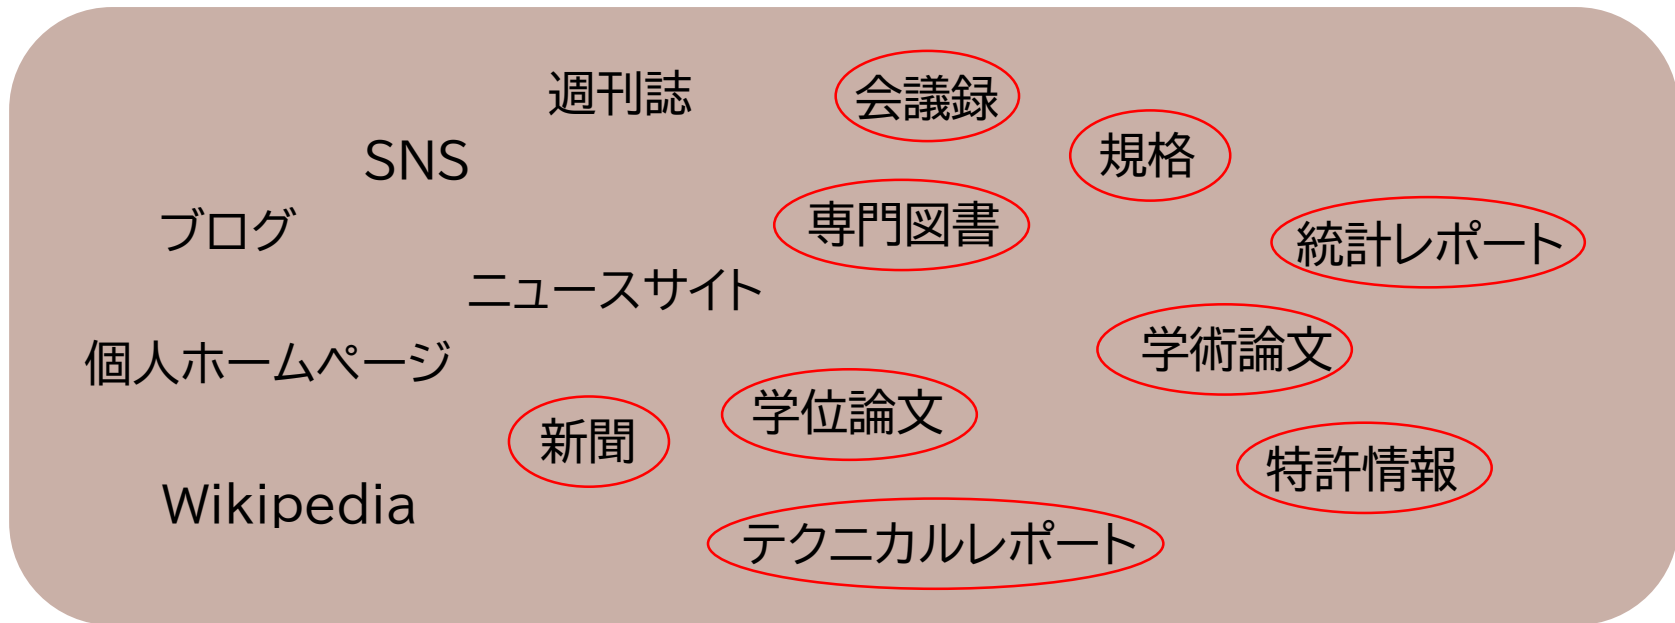 週刊誌
会議録
規格
SNS
専門図書
ブログ
統計レポート
ニュースサイト
学術論文
個人ホームページ
学位論文
新聞
特許情報
Wikipedia
テクニカルレポート